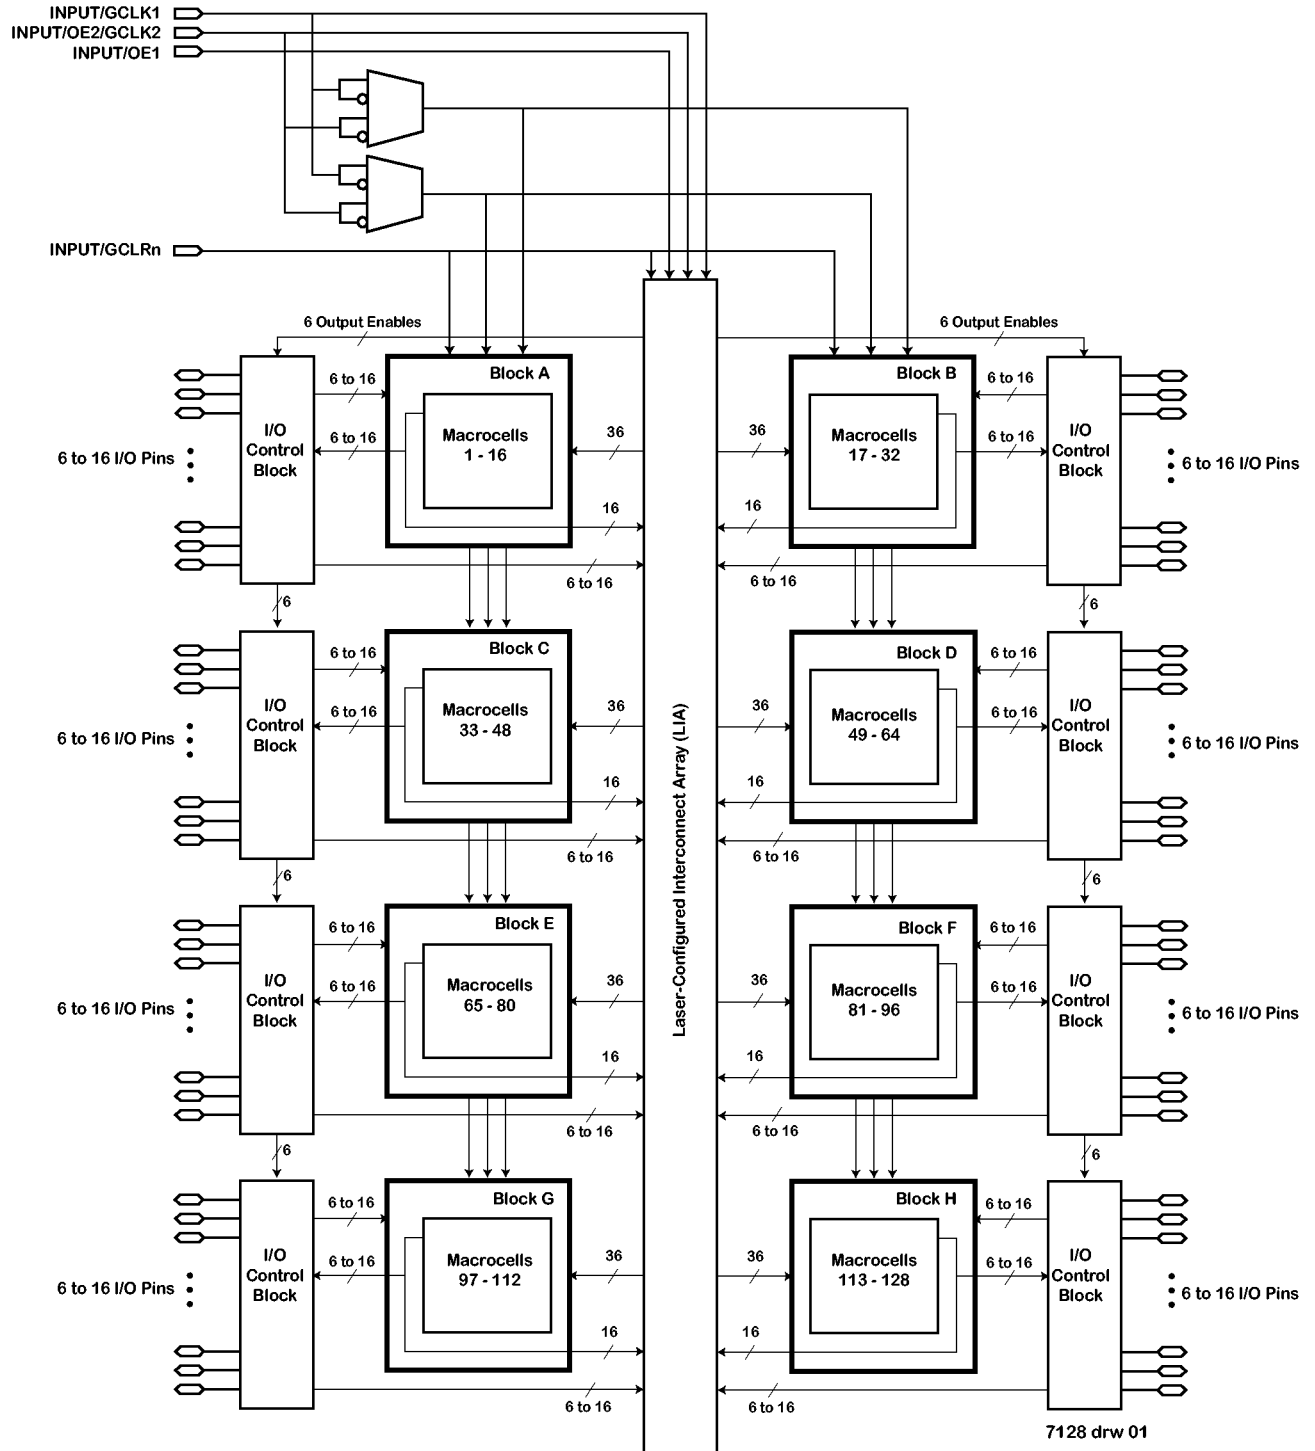 INPUT/GCLK1
INPUT/OE2/GCLK2
INPUT/OE1
INPUT/GCLRn
6 Output Enables
6 Output Enables
Laser-Configured Interconnect Array (LIA)
6 to 16 I/O Pins
I/O
Control
Block
6 to 16
6 to 16
Block A
Macrocells
1 - 16
36
16
6 to 16
6
36
16
6 to 16
Block B
Macrocells
17 - 32
6 to 16
6 to 16
I/O
Control
Block
6 to 16 I/O Pins
6
6 to 16 I/O Pins
I/O
Control
Block
6 to 16
6 to 16
Block C
Macrocells
33 - 48
36
16
6 to 16
6
36
16
6 to 16
Block D
Macrocells
49 - 64
6 to 16
6 to 16
I/O
Control
Block
6 to 16 I/O Pins
6
6 to 16 I/O Pins
I/O
Control
Block
6 to 16
6 to 16
Block E
Macrocells
65 - 80
36
16
6 to 16
6
36
16
6 to 16
Block F
Macrocells
81 - 96
6 to 16
6 to 16
I/O
Control
Block
6 to 16 I/O Pins
6
6 to 16 I/O Pins
I/O
Control
Block
6 to 16
6 to 16
Block G
Macrocells
97 - 112
36
16
6 to 16
36
16
6 to 16
Block H
Macrocells
113 - 128
6 to 16
6 to 16
I/O
Control
Block
6 to 16 I/O Pins
7128 drw 01